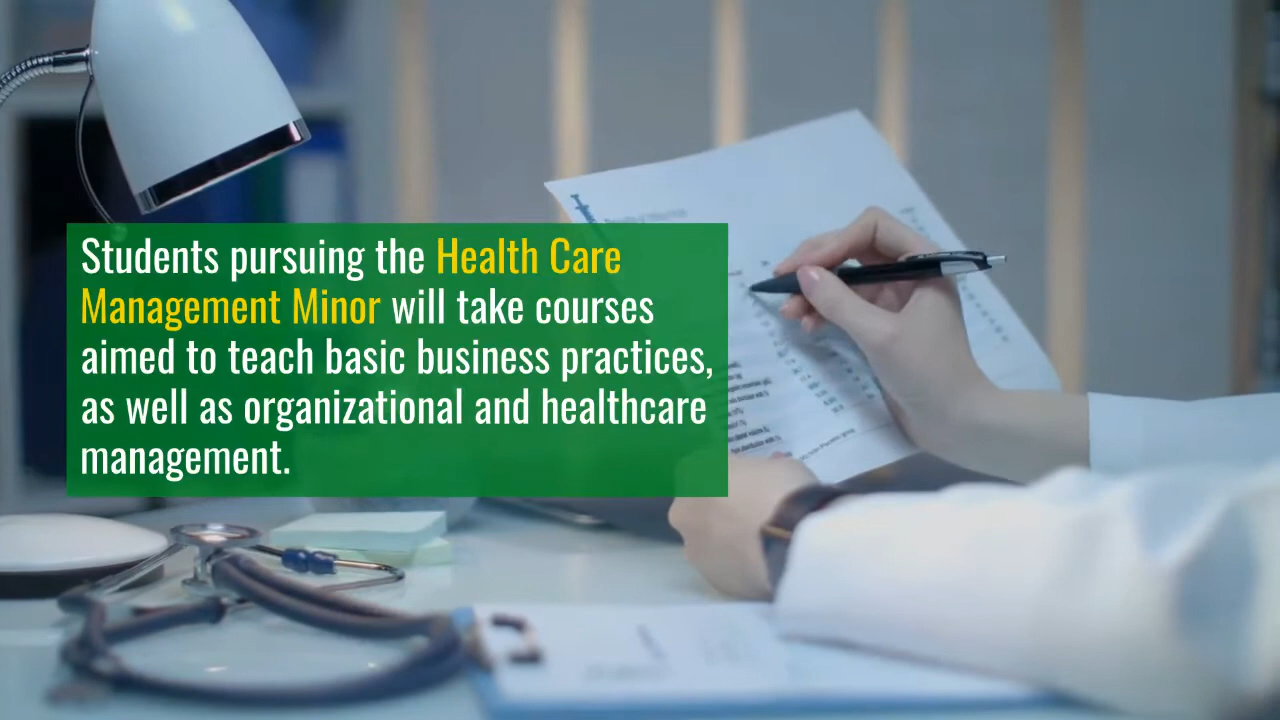 Students pursuing the Health Care
Management Minor will take courses
aimed to teach basic business practices,
as well as organizational and healthcare
management.